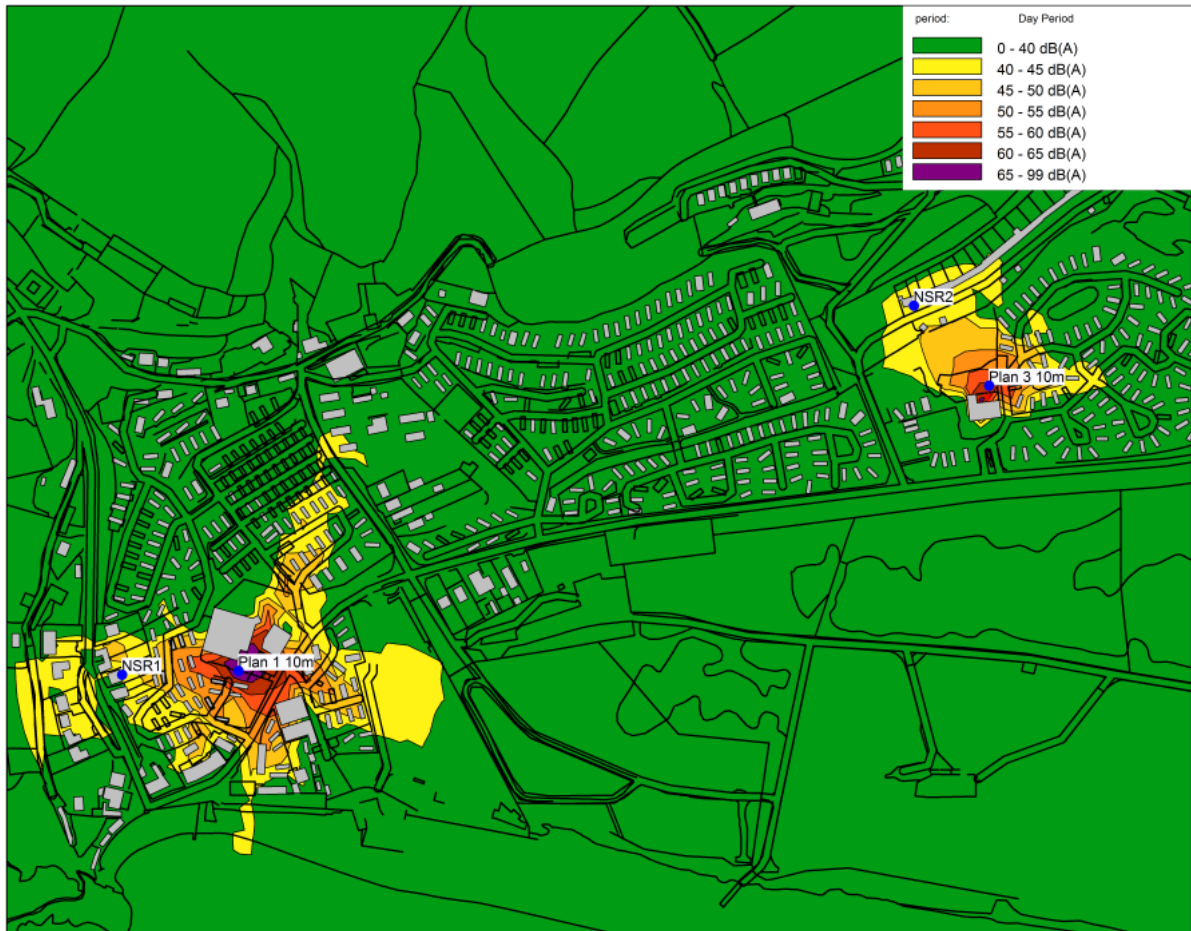 period: Day Period
0 - 40 dB(A)
40 - 45 dB(A)
45 - 50 dB(A)
50 - 55 dB(A)
55 - 60 dB(A)
60 - 65 dB(A)
65 - 99 dB(A)
NSR2
Plan 3 10m
NSR1
Plan 1 10m